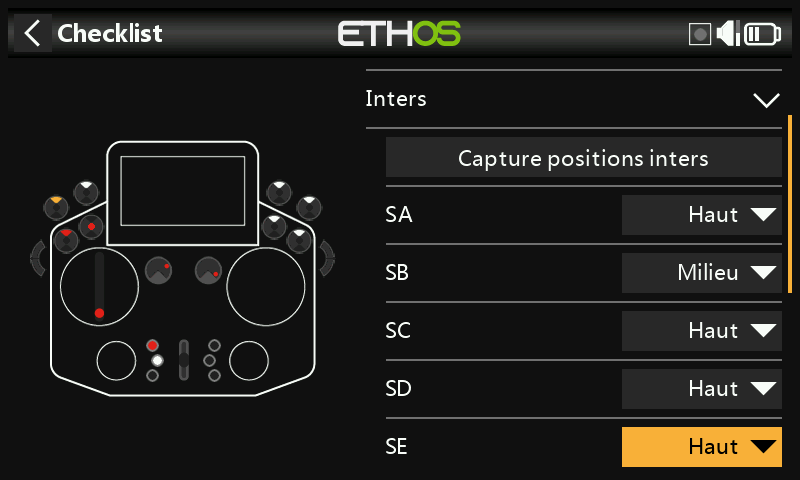 Checklist
ETHOS
Inters
Capture positions inters
SA Haut
SB Milieu
SC Haut
SD Haut
SE Haut